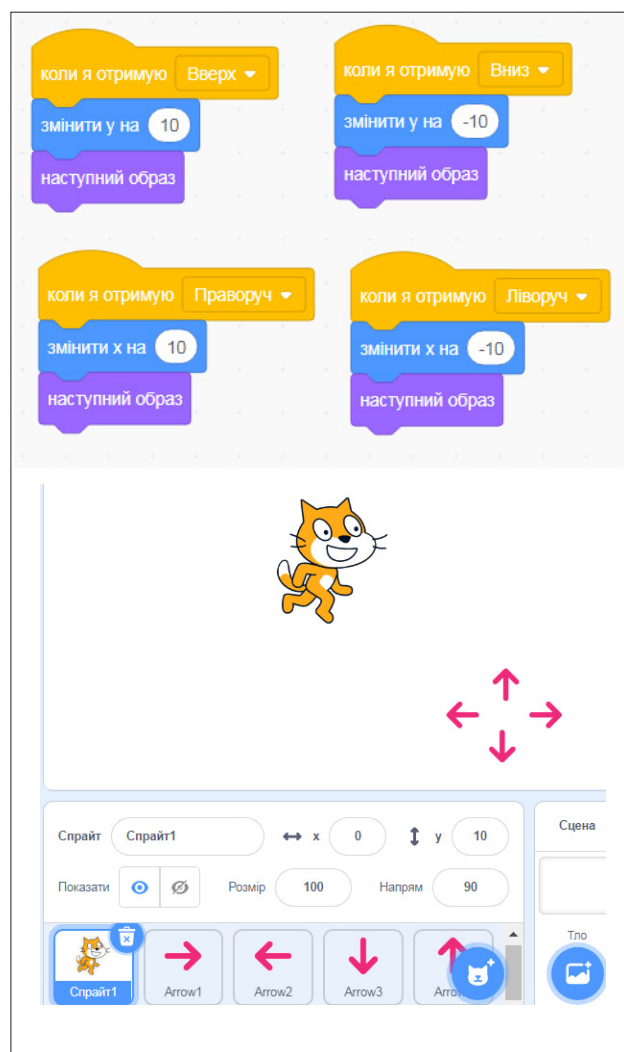 коли я отримую Вверх
змінити y на 10
наступний образ
коли я отримую Вниз
змінити y на -10
наступний образ
коли я отримую Праворуч
змінити x на 10
наступний образ
коли я отримую Ліворуч
змінити x на -10
наступний образ
Спрайт Спрайт1 x 0 y 10
Показати Розмір 100 Напрям 90
Спрайт1 Arrow1 Arrow2 Arrow3
Сцена
Тло